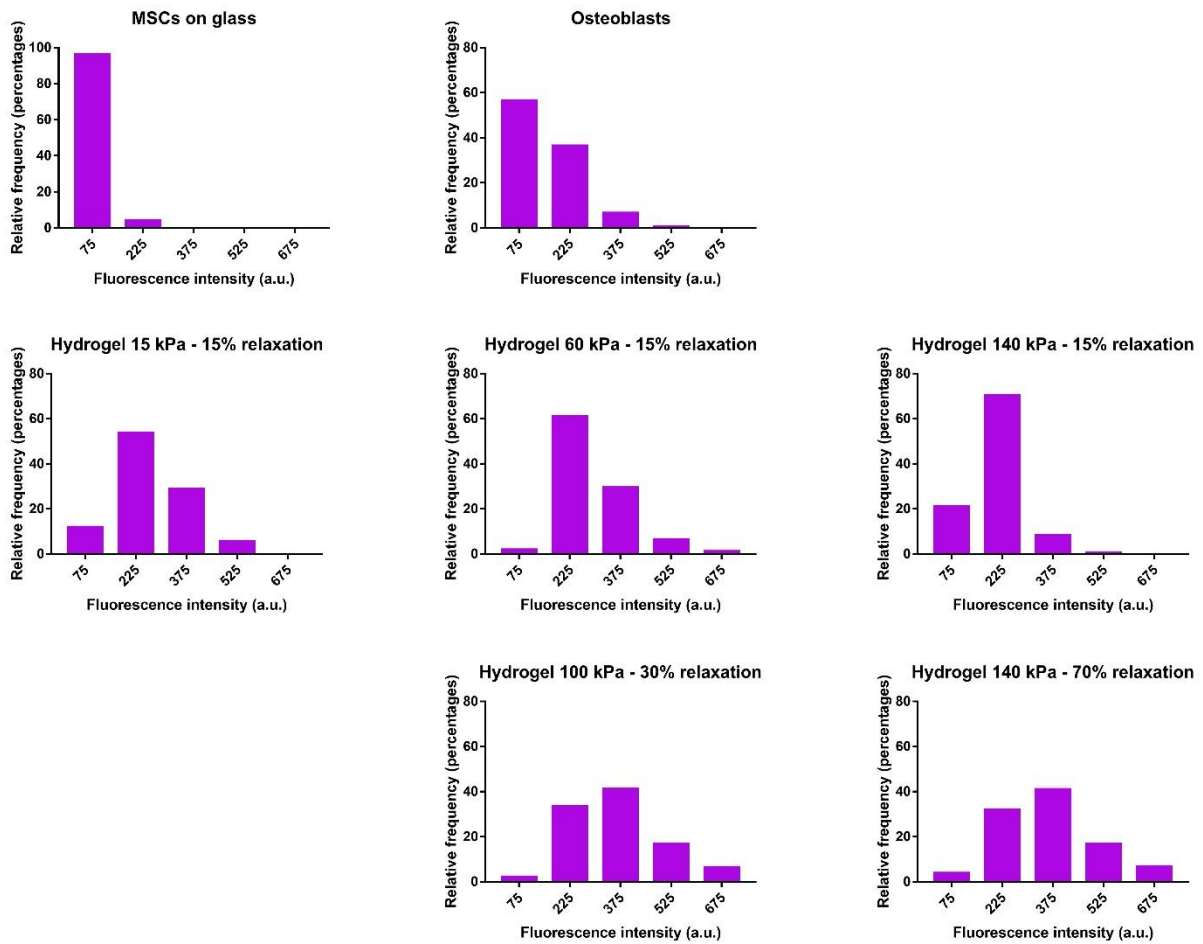 MSCs on glass
Relative frequency (percentages)
100
80
60
40
20
0
75 225 375 525 675
Fluorescence intensity (a.u.)
Osteoblasts
Relative frequency (percentages)
80
60
40
20
0
75 225 375 525 675
Fluorescence intensity (a.u.)
Hydrogel 15 kPa - 15% relaxation
Relative frequency (percentages)
80
60
40
20
0
75 225 375 525 675
Fluorescence intensity (a.u.)
Hydrogel 60 kPa - 15% relaxation
Relative frequency (percentages)
80
60
40
20
0
75 225 375 525 675
Fluorescence intensity (a.u.)
Hydrogel 140 kPa - 15% relaxation
Relative frequency (percentages)
80
60
40
20
0
75 225 375 525 675
Fluorescence intensity (a.u.)
Hydrogel 100 kPa - 30% relaxation
Relative frequency (percentages)
80
60
40
20
0
75 225 375 525 675
Fluorescence intensity (a.u.)
Hydrogel 140 kPa - 70% relaxation
Relative frequency (percentages)
80
60
40
20
0
75 225 375 525 675
Fluorescence intensity (a.u.)